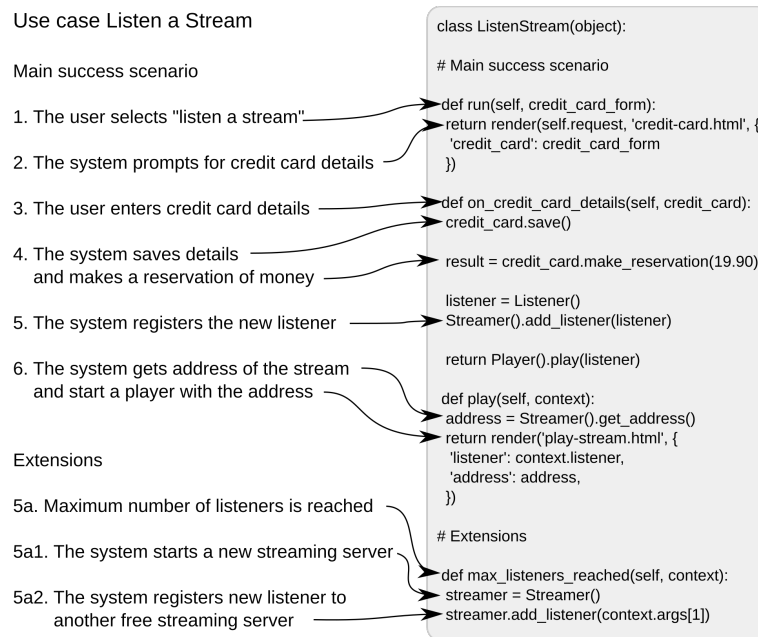 Use case Listen a Stream
Main success scenario
1. The user selects "listen a stream"
2. The system prompts for credit card details
3. The user enters credit card details
4. The system saves details
and makes a reservation of money
5. The system registers the new listener
6. The system gets address of the stream
and start a player with the address
Extensions
5a. Maximum number of listeners is reached
5a1. The system starts a new streaming server
5a2. The system registers new listener to
another free streaming server
class ListenStream(object):
# Main success scenario
def run(self, credit_card_form):
return render(self.request, 'credit-card.html', {
'credit_card': credit_card_form
})
def on_credit_card_details(self, credit_card):
credit_card.save()
result = credit_card.make_reservation(19.90)
listener = Listener()
Streamer().add_listener(listener)
return Player().play(listener)
def play(self, context):
address = Streamer().get_address()
return render('play-stream.html', {
'listener': context.listener,
'address': address,
})
# Extensions
def max_listeners_reached(self, context):
streamer = Streamer()
streamer.add_listener(context.args[1])